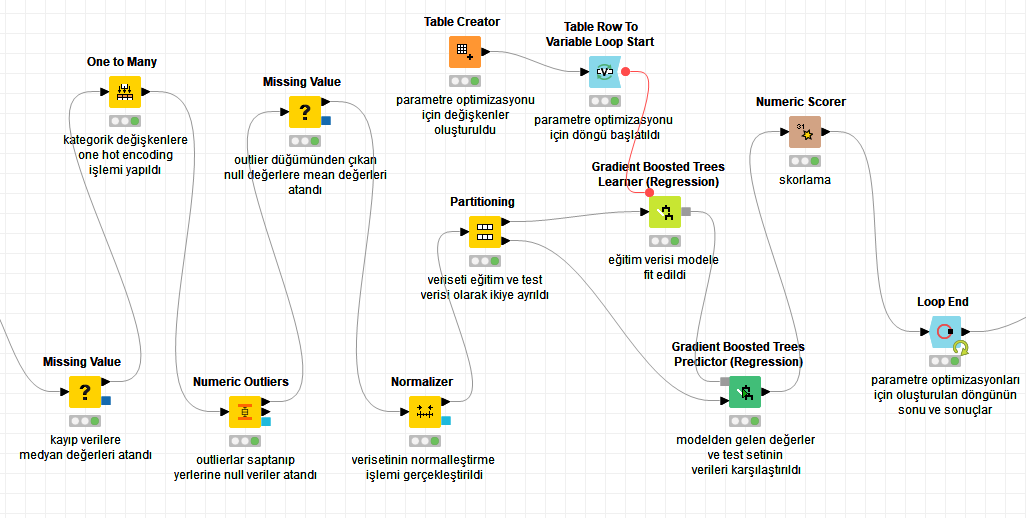 Table Creator
parametre optimizasyonu
için değişkenler
oluşturuldu
Table Row To
Variable Loop Start
parametre optimizasyonu
için döngü başlatıldı
One to Many
kategorik değişkenlere
one hot encoding
işlemi yapıldı
Missing Value
?
outlier düğümünden çıkan
null değerlere mean değerleri
atandı
Numeric Scorer
skorlama
Gradient Boosted Trees
Learner (Regression)
eğitim verisi modele
fit edildi
Partitioning
veriseti eğitim ve test
verisi olarak ikiye ayrıldı
Loop End
parametre optimizasyonları
için oluşturulan döngünün
sonu ve sonuçlar
Missing Value
?
kayıp verilere
medyan değerleri atandı
Numeric Outliers
outlierlar saptanıp
yerlerine null veriler atandı
Normalizer
verisetinin normalleştirme
işlemi gerçekleştirildi
Gradient Boosted Trees
Predictor (Regression)
modelden gelen değerler
ve test setinin
verileri karşılaştırıldı